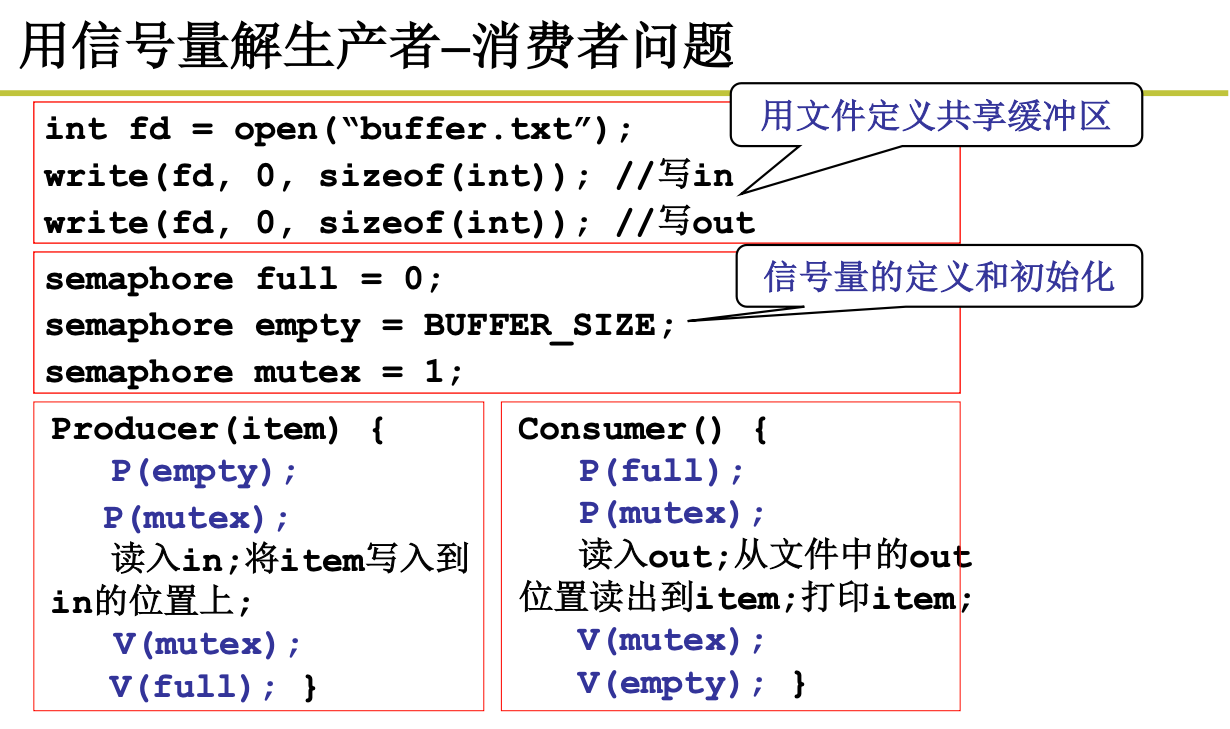 用信号量解生产者–消费者问题
用文件定义共享缓冲区
int fd = open(“buffer.txt”);
write(fd, 0, sizeof(int)); //写in
write(fd, 0, sizeof(int)); //写out
信号量的定义和初始化
semaphore full = 0;
semaphore empty = BUFFER_SIZE;
semaphore mutex = 1;
Producer(item) {
P(empty);
P(mutex);
读入in;将item写入到
in的位置上;
V(mutex);
V(full); }
Consumer() {
P(full);
P(mutex);
读入out;从文件中的out
位置读出到item;打印item;
V(mutex);
V(empty); }